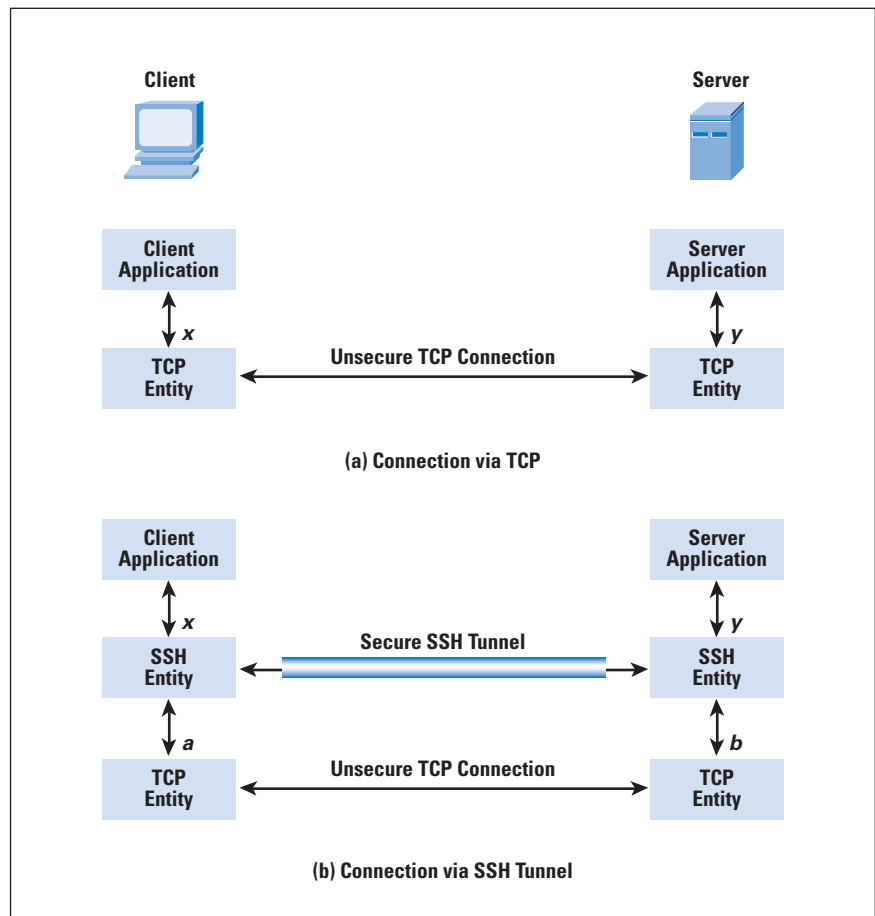 Client
Server
Client
Application
Server
Application
x
y
Unsecure TCP Connection
TCP
Entity
TCP
Entity
(a) Connection via TCP
Client
Application
Server
Application
x
y
Secure SSH Tunnel
SSH
Entity
SSH
Entity
a
b
Unsecure TCP Connection
TCP
Entity
TCP
Entity
(b) Connection via SSH Tunnel